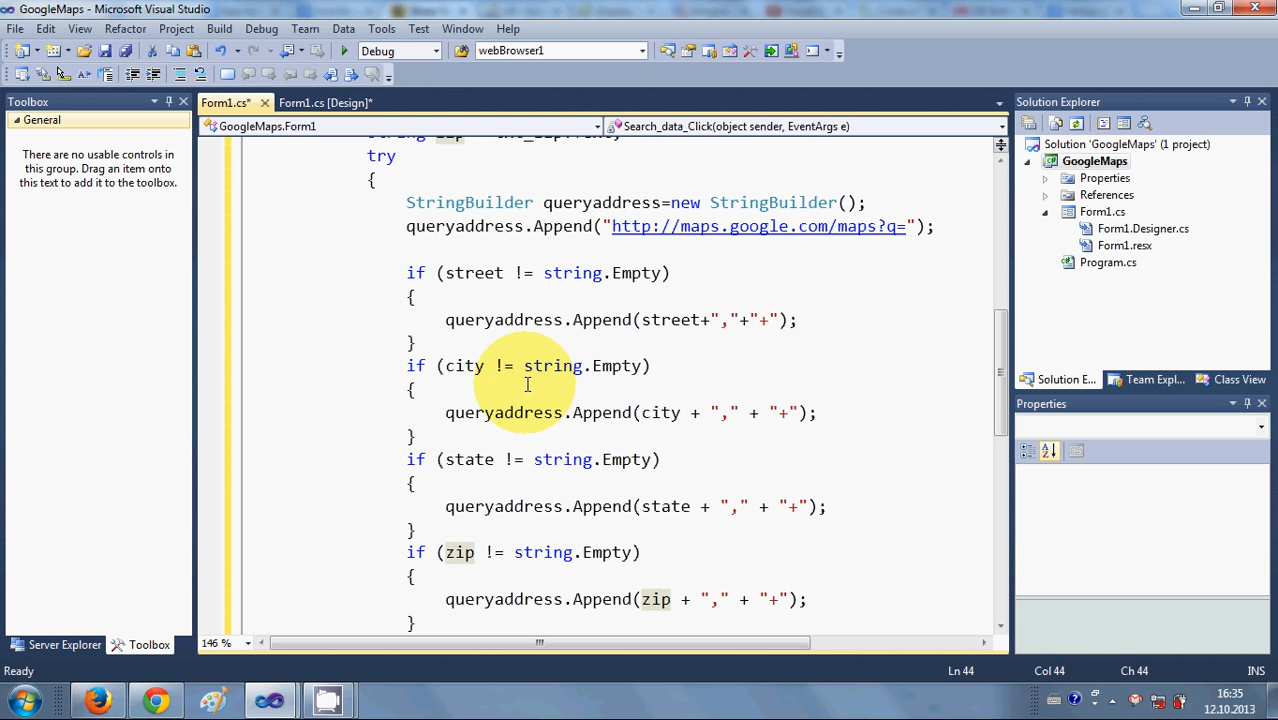 GoogleMaps - Microsoft Visual Studio
File Edit View Refactor Project Build Debug Team Data Tools Test Window Help
Debug webBrowser1
Toolbox
General
There are no usable controls in
this group. Drag an item onto
this text to add it to the toolbox.
Form1.cs* Form1.cs [Design]*
GoogleMaps.Form1 Search_data_Click(object sender, EventArgs e)
try
{
StringBuilder queryaddress=new StringBuilder();
queryaddress.Append("http://maps.google.com/maps?q=");
if (street != string.Empty)
{
queryaddress.Append(street+","+"+");
}
if (city != string.Empty)
{
queryaddress.Append(city + "," + "+");
}
if (state != string.Empty)
{
queryaddress.Append(state + "," + "+");
}
if (zip != string.Empty)
{
queryaddress.Append(zip + "," + "+");
}
146 %
Solution Explorer
Solution 'GoogleMaps' (1 project)
GoogleMaps
Properties
References
Form1.cs
Form1.Designer.cs
Form1.resx
Program.cs
Solution E... Team Expl... Class View
Properties
Server Explorer Toolbox
Ready Ln 44 Col 44 Ch 44 INS
16:35
12.10.2013